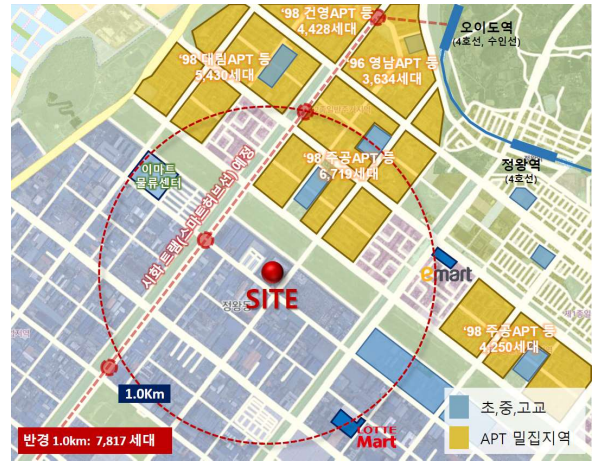 '98 건영APT 등
4,428세대
오이도역
(4호선, 수인선)
'98 대림APT 등
5,430세대
'96 영남APT 등
3,634세대
'98 주공APT 등
6,719세대
정왕역
(4호선)
이마트
물류센터
시화 트램(스마트허브선) 예정
emart
SITE
정왕동
'98 주공APT 등
4,250세대
1.0Km
LOTTE
Mart
초,중,고교
APT 밀집지역
반경 1.0km: 7,817 세대